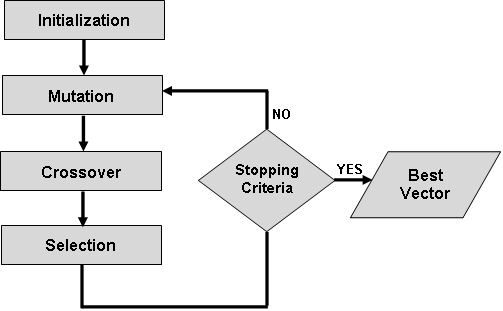 Initialization
Mutation
NO
Crossover
Stopping
Criteria
YES
Best
Vector
Selection